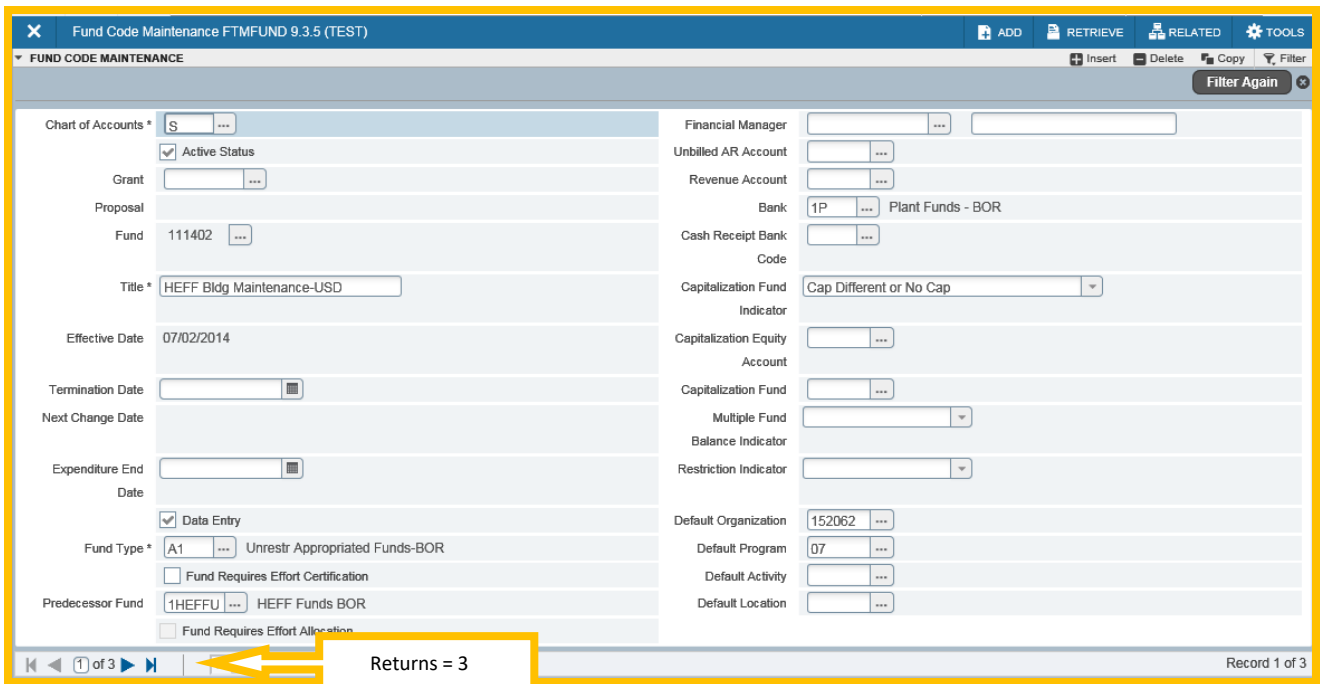 Fund Code Maintenance FTMFUND 9.3.5 (TEST) ADD RETRIEVE RELATED TOOLS
FUND CODE MAINTENANCE Insert Delete Copy Filter
Filter Again
Chart of Accounts * S ... Financial Manager ...
Active Status Unbilled AR Account ...
Grant ... Revenue Account ...
Proposal Bank 1P ... Plant Funds - BOR
Fund 111402 ... Cash Receipt Bank ...
Code
Title * HEFF Bldg Maintenance-USD Capitalization Fund Cap Different or No Cap
Indicator
Effective Date 07/02/2014 Capitalization Equity ...
Account
Termination Date Capitalization Fund ...
Next Change Date Multiple Fund
Balance Indicator
Expenditure End Restriction Indicator
Date
Data Entry Default Organization 152062 ...
Fund Type * A1 ... Unrestr Appropriated Funds-BOR Default Program 07 ...
Fund Requires Effort Certification Default Activity ...
Predecessor Fund 1HEFFU ... HEFF Funds BOR Default Location ...
Fund Requires Effort Allocation
1 of 3 Returns = 3 Record 1 of 3